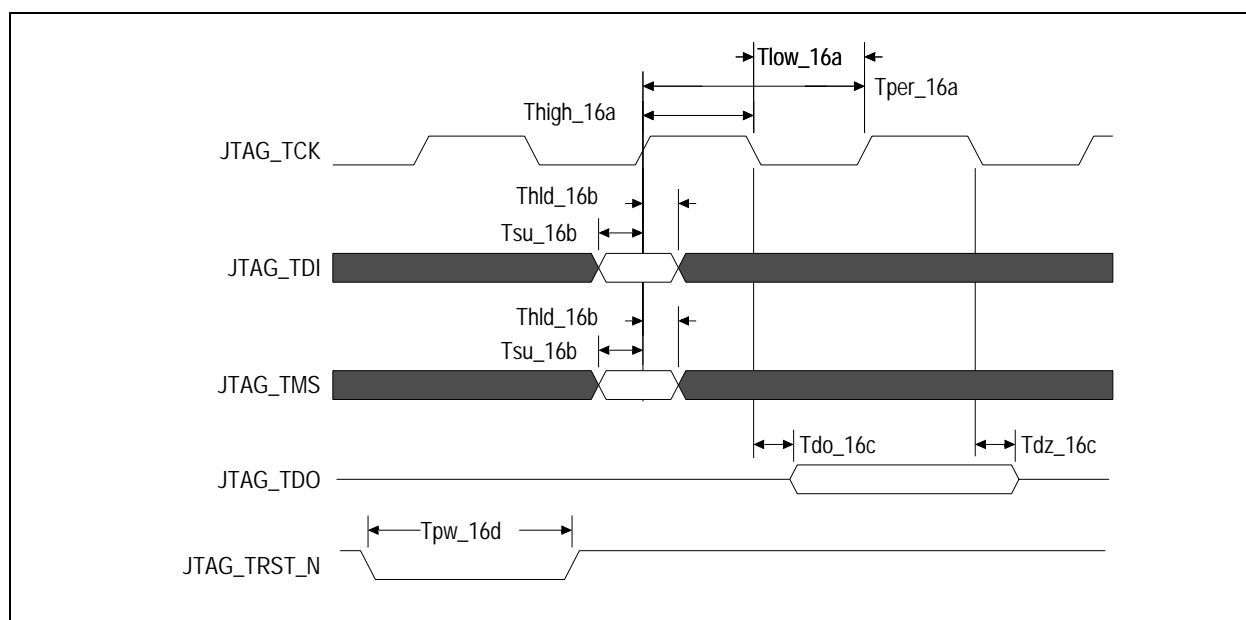 Tlow_16a
Tper_16a
Thigh_16a
JTAG_TCK
Thld_16b
Tsu_16b
JTAG_TDI
Thld_16b
Tsu_16b
JTAG_TMS
Tdo_16c
Tdz_16c
JTAG_TDO
Tpw_16d
JTAG_TRST_N